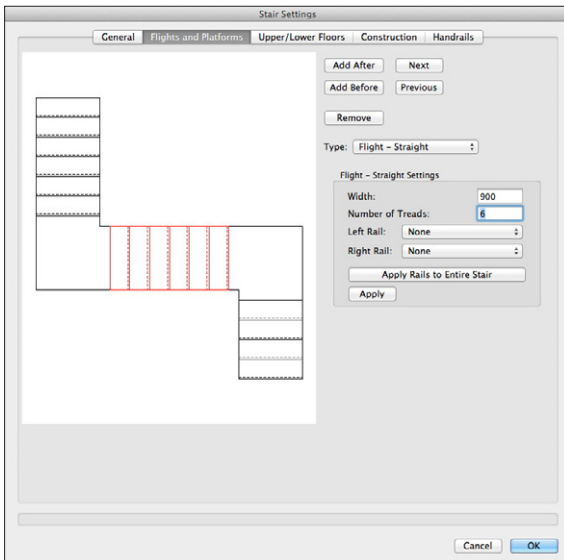 Stair Settings
General Flights and Platforms Upper/Lower Floors Construction Handrails
Add After Next
Add Before Previous
Remove
Type: Flight - Straight
Flight - Straight Settings
Width: 900
Number of Treads: 6
Left Rail: None
Right Rail: None
Apply Rails to Entire Stair
Apply
Cancel OK